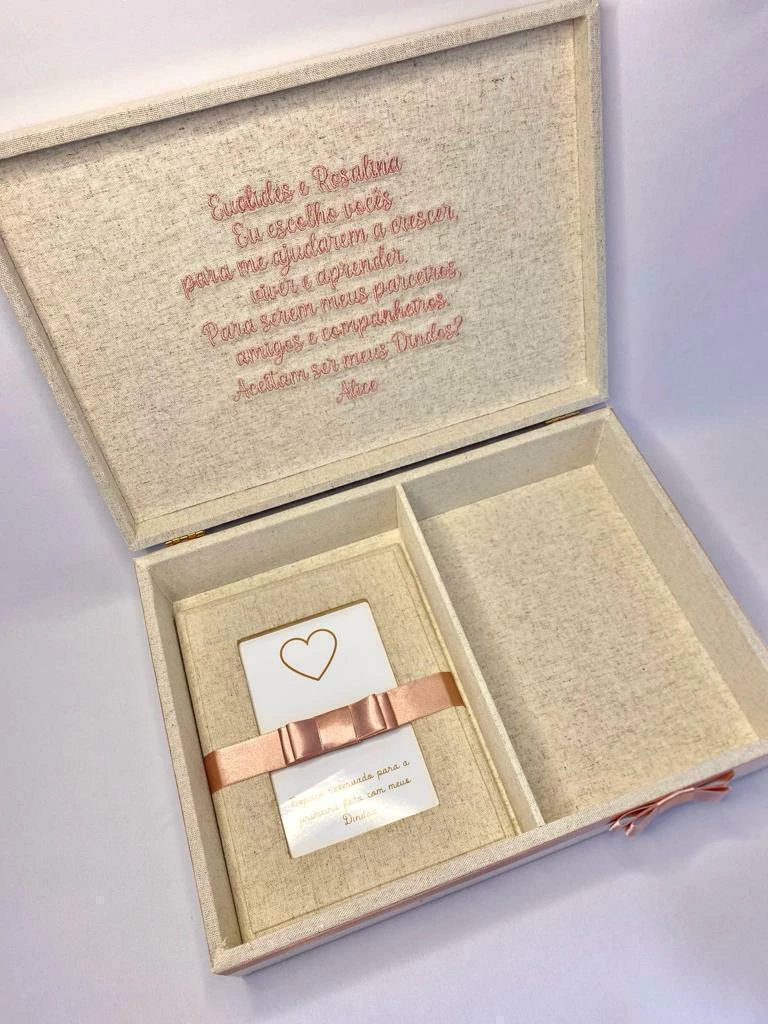 Euclides e Rosalina
Eu escolho vocês
para me ajudarem a crescer,
viver e aprender.
Para serem meus parceiros,
amigos e companheiros.
Aceitam ser meus Dindos?
Alice
Espaço reservado para a
primeira foto com meus
Dindos